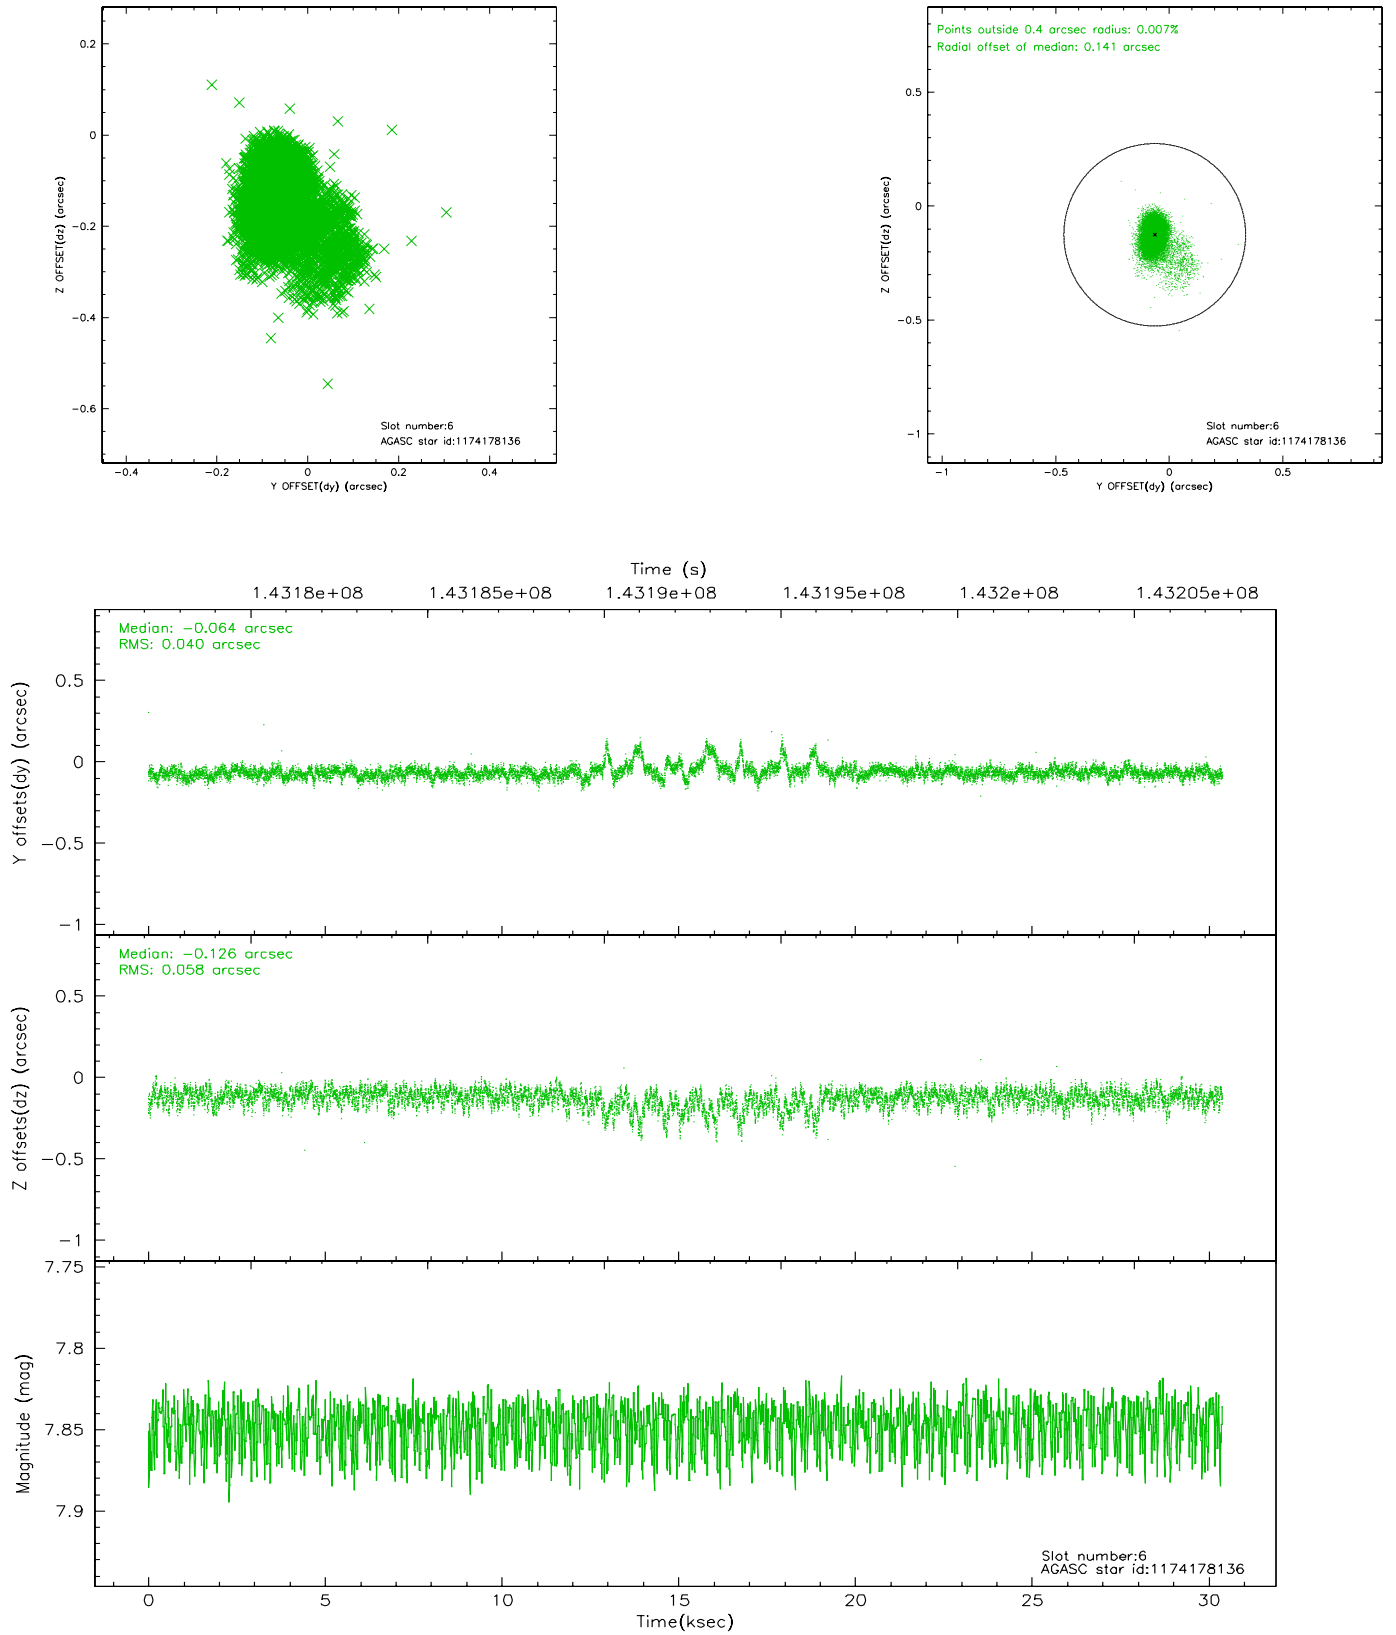 0.2
0
−0.2
−0.4
−0.6
Z OFFSET(dz) (arcsec)
−0.4
−0.2
0
0.2
0.4
Y OFFSET(dy) (arcsec)
Slot number:6
AGASC star id:1174178136
Points outside 0.4 arcsec radius: 0.007%
Radial offset of median: 0.141 arcsec
0.5
0
−0.5
−1
Z OFFSET(dz) (arcsec)
−1
−0.5
0
0.5
Y OFFSET(dy) (arcsec)
Slot number:6
AGASC star id:1174178136
Time (s)
1.4318e+08
1.43185e+08
1.4319e+08
1.43195e+08
1.432e+08
1.43205e+08
Median: −0.064 arcsec
RMS: 0.040 arcsec
0.5
0
−0.5
−1
Y offsets(dy) (arcsec)
Median: −0.126 arcsec
RMS: 0.058 arcsec
0.5
0
−0.5
−1
Z offsets(dz) (arcsec)
7.75
7.8
7.85
7.9
Magnitude (mag)
Slot number:6
AGASC star id:1174178136
0
5
10
15
20
25
30
Time(ksec)